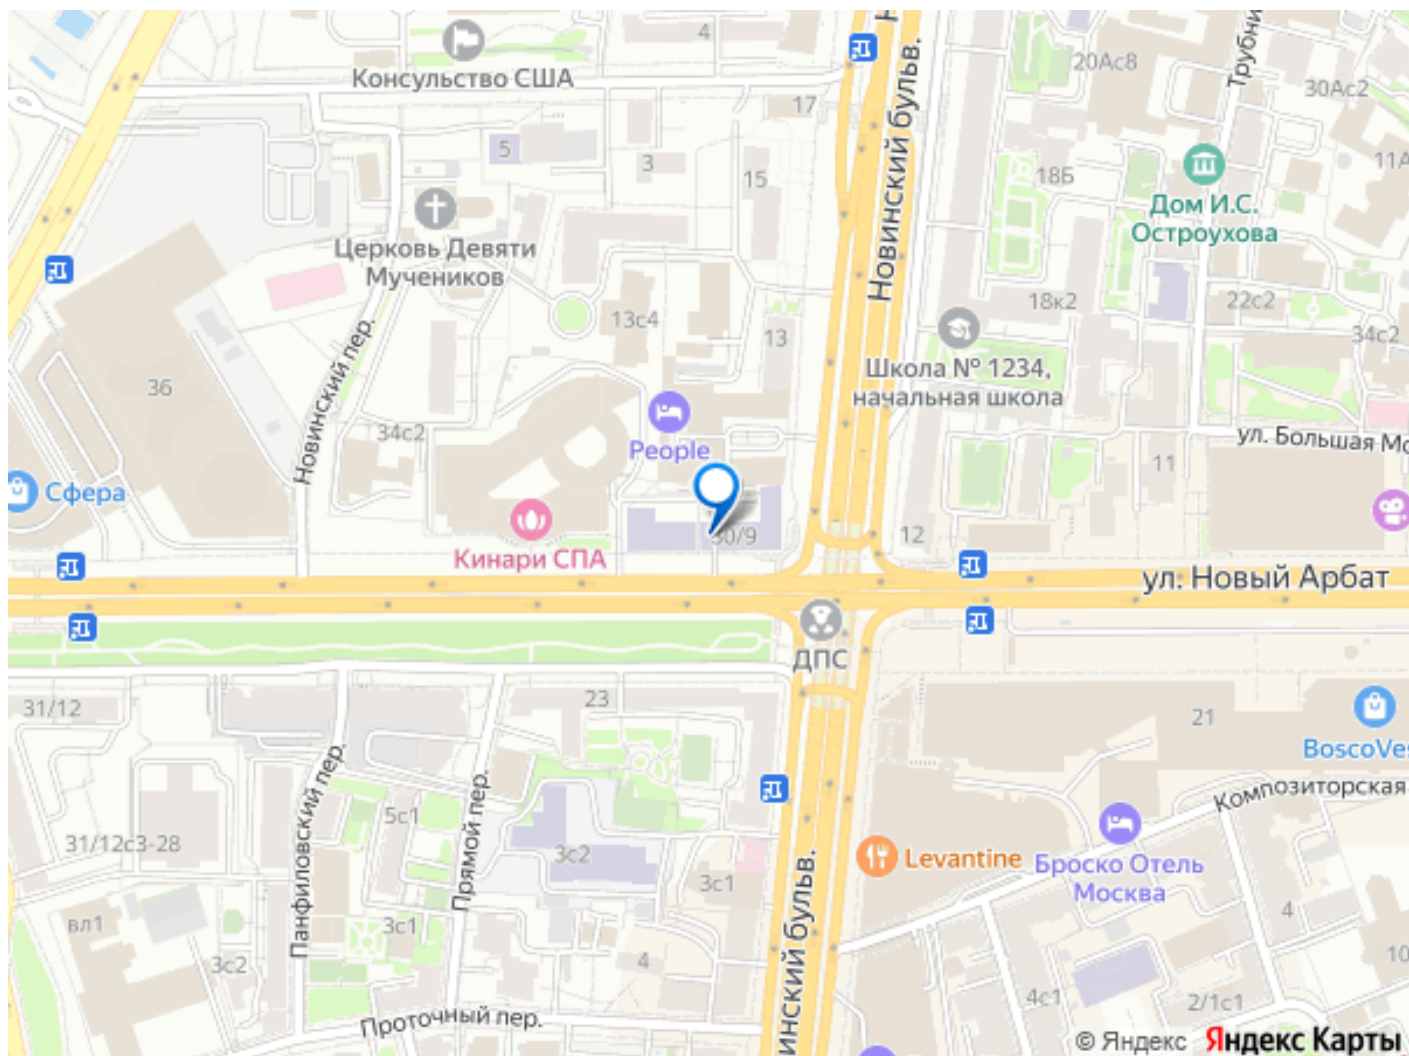 4
Новинский бульв.
Н
20Ас8
Трубни
Консульство США
17
30Ас2
5
3
15
18Б
11А
Церковь Девяти
Мучеников
Дом И.С.
Остроухова
13с4
13
18к2
22с2
34с2
Новинский пер.
Школа № 1234,
начальная школа
36
34с2
People
ул. Большая Мо
11
Сфера
Кинари СПА
30/9
12
ул. Новый Арбат
ДПС
31/12
23
21
BoscoVes
Композиторская
Панфиловский пер.
Прямой пер.
5с1
31/12с3-28
3с2
3с1
Levantine
Броско Отель
Москва
вл1
3с1
3с2
4
4
10
4с1
2/1с1
Проточный пер.
инский бульв.
© Яндекс Яндекс Карты